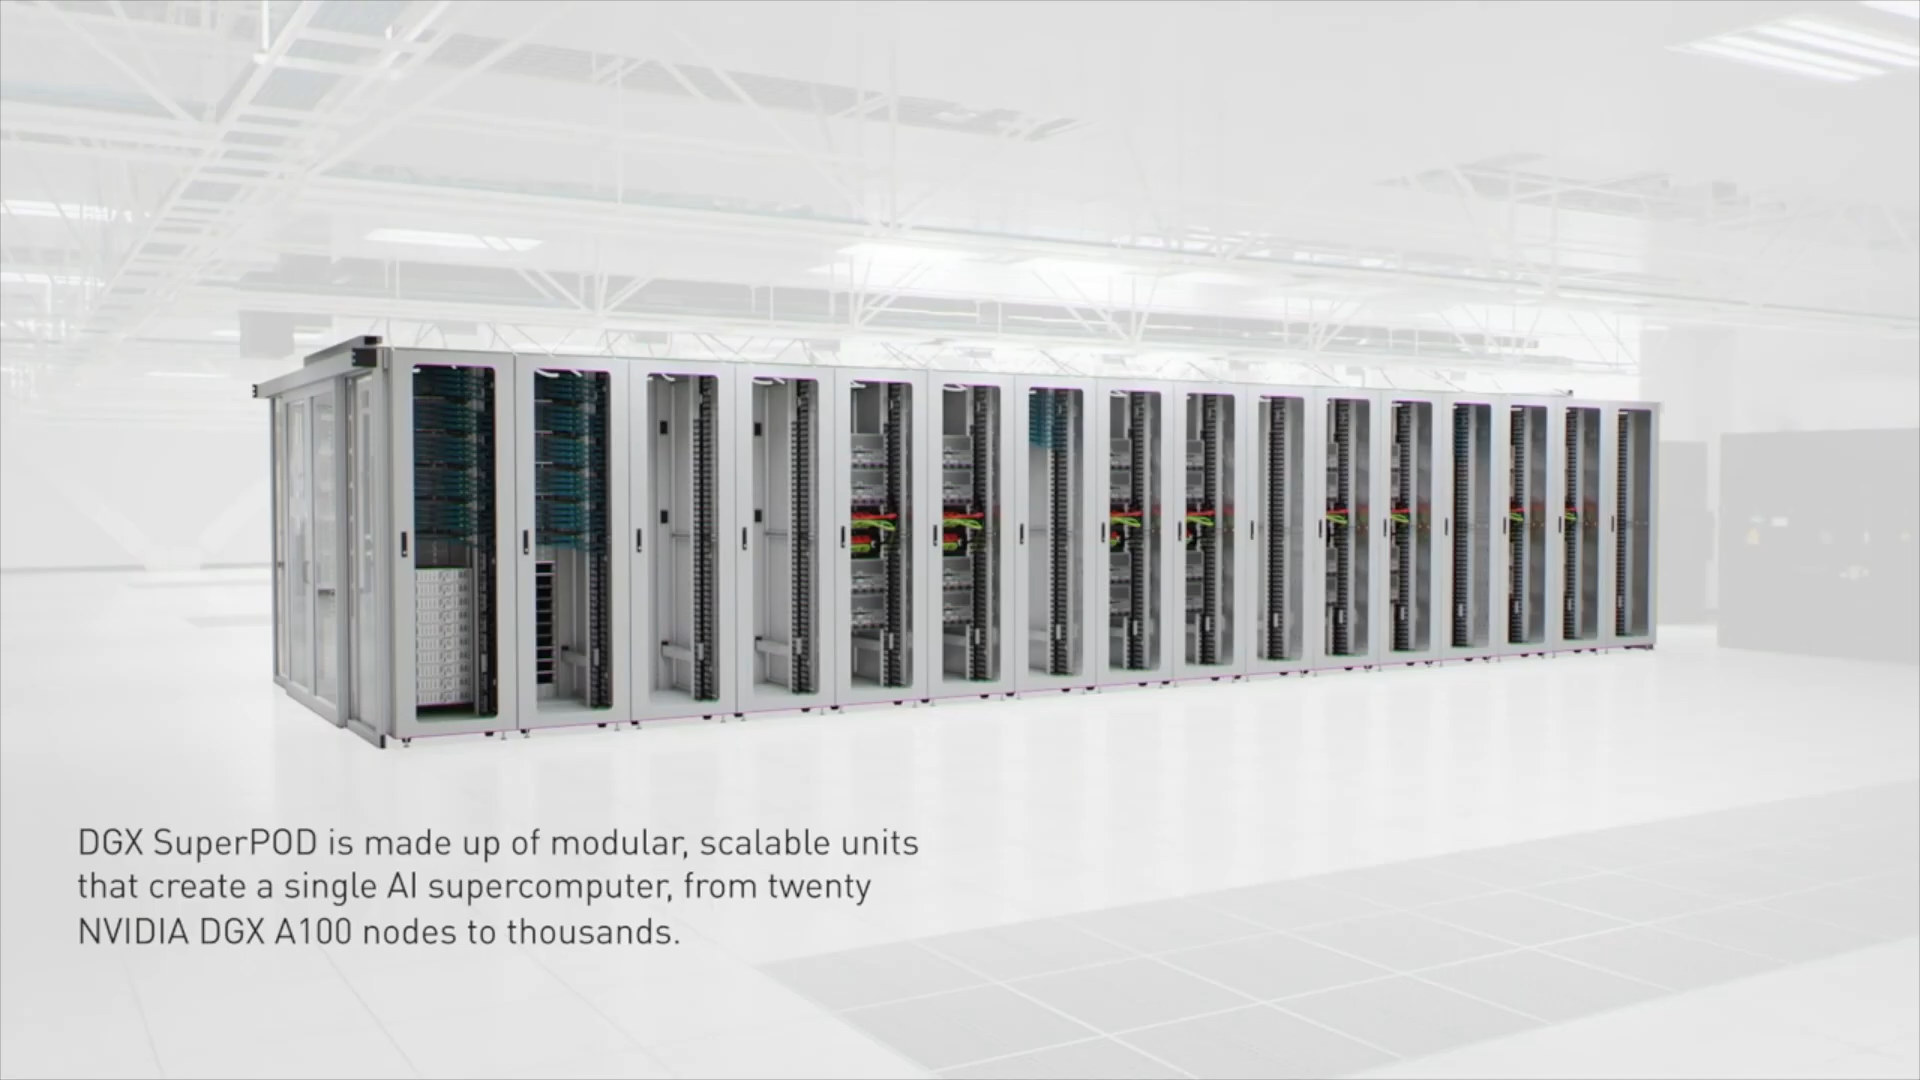 DGX SuperPOD is made up of modular, scalable units
that create a single AI supercomputer, from twenty
NVIDIA DGX A100 nodes to thousands.